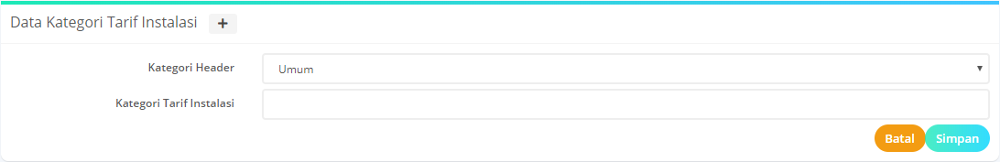 Data Kategori Tarif Instalasi +
Kategori Header Umum
Kategori Tarif Instalasi
Batal Simpan